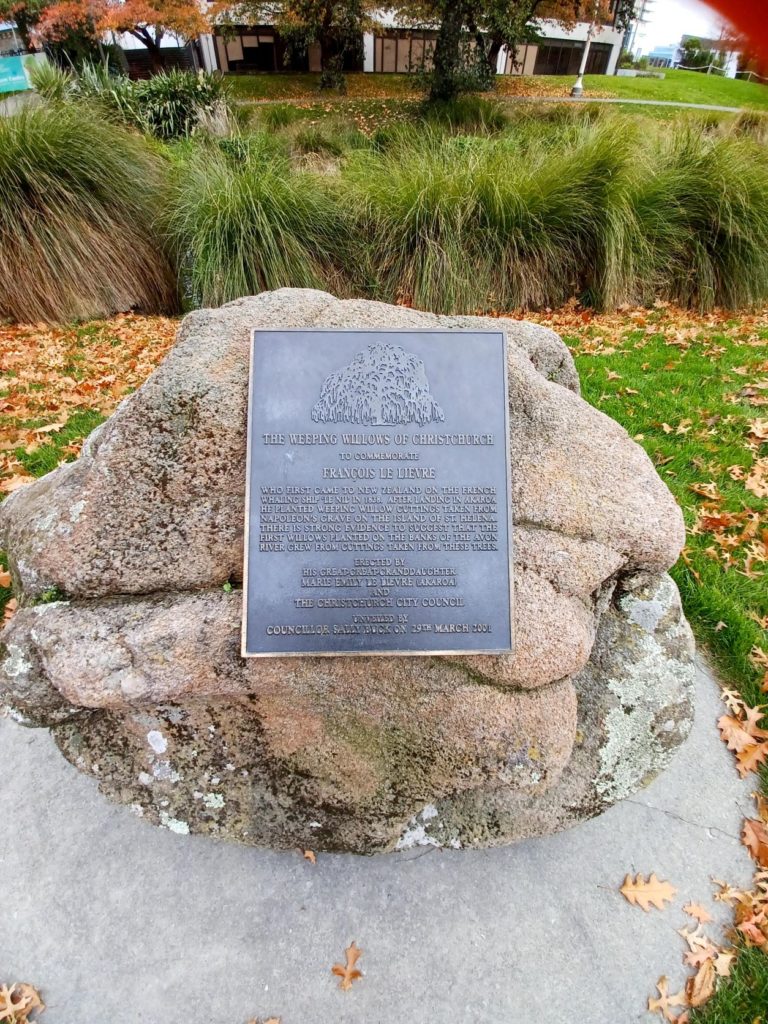 THE WEEPING WILLOWS OF CHRISTCHURCH
TO COMMEMORATE
FRANÇOIS LE LIEVRE
WHO FIRST CAME TO NEW ZEALAND ON THE FRENCH
WHALING SHIP LE NIL IN 1838. AFTER LANDING IN AKAROA
HE PLANTED WEEPING WILLOW CUTTINGS TAKEN FROM
NAPOLEON'S GRAVE ON THE ISLAND OF ST HELENA.
THERE IS STRONG EVIDENCE TO SUGGEST THAT THE
FIRST WILLOWS PLANTED ON THE BANKS OF THE AVON
RIVER GREW FROM CUTTINGS TAKEN FROM THESE TREES.
ERECTED BY
HIS GREAT-GREAT-GRANDDAUGHTER
MARIE EMILY LE LIEVRE (AKAROA)
AND
THE CHRISTCHURCH CITY COUNCIL
UNVEILED BY
COUNCILLOR SALLY BUCK ON 29TH MARCH 2001